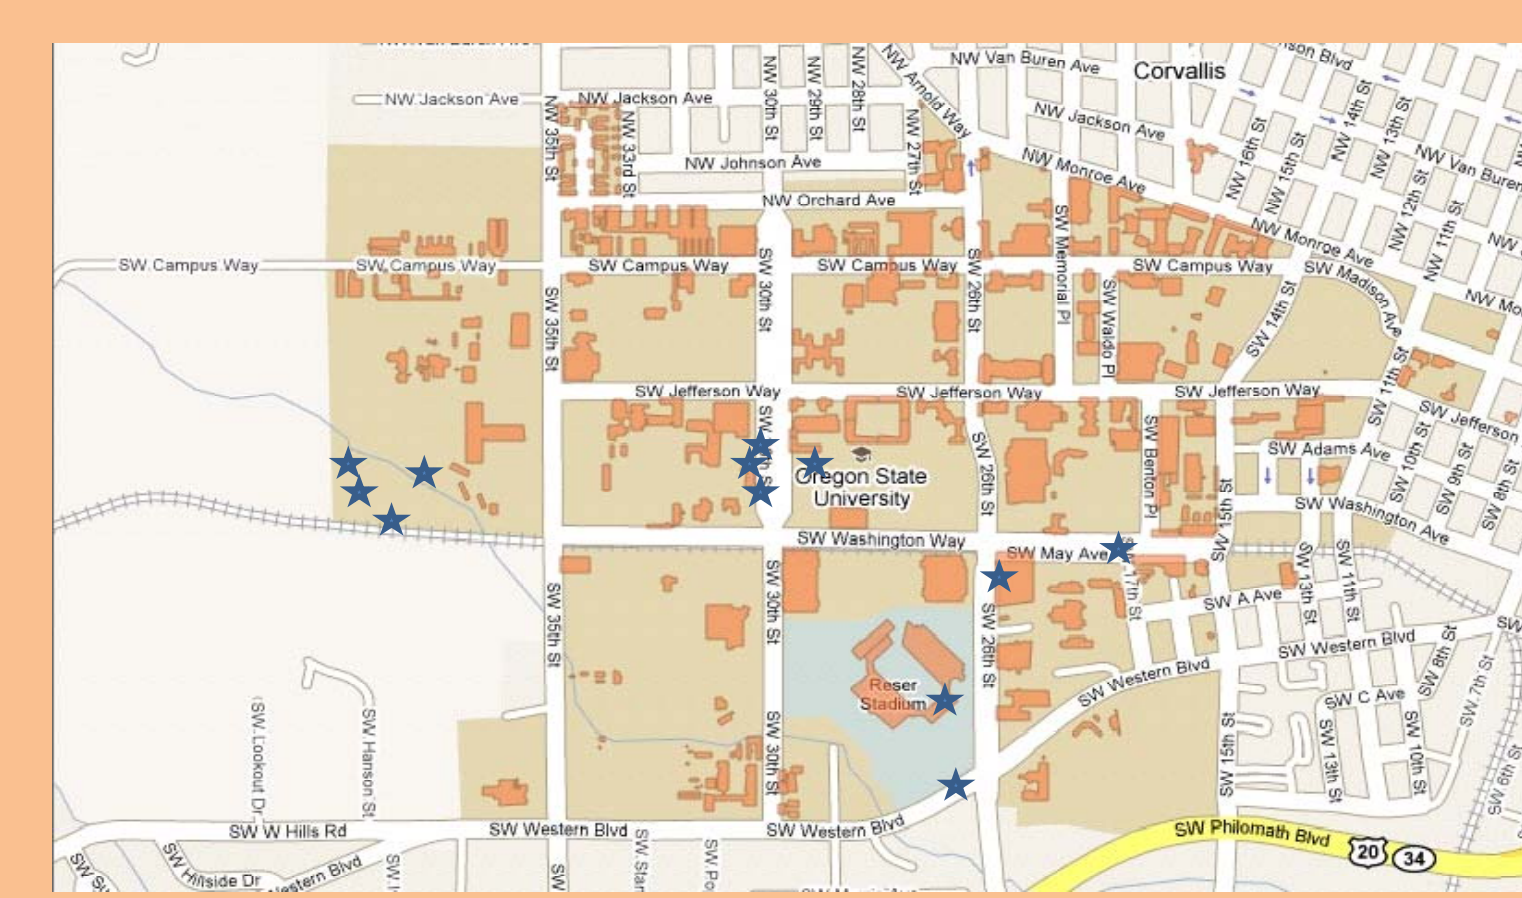 NW Van Buren Ave
Corvallis
NW Arnold Way
NW Jackson Ave
NW Jackson Ave
NW Jackson Ave
NW 35th St
NW 33rd St
NW 30th St
NW 29th St
NW 28th St
NW 27th St
NW Johnson Ave
NW Orchard Ave
NW Monroe Ave
NW 16th St
NW 15th St
NW 14th St
NW 13th St
NW Van Buren
NW 12th St
NW 11th St
NW Monroe Ave
SW Madison Ave
SW Campus Way
SW Campus Way
SW Campus Way
SW Campus Way
SW Campus Way
SW Memorial Pl
SW Waldo Pl
SW 35th St
SW 30th St
SW 26th St
SW 14th St
SW 11th St
SW Jefferson Way
SW Jefferson Way
SW Jefferson Way
SW Jefferson
SW Adams Ave
SW 10th St
SW 9th St
SW 8th St
Oregon State
University
SW 26th St
SW Benton Pl
SW 15th St
SW Washington Ave
SW Washington Way
SW May Ave
17th St
SW 35th St
SW 30th St
SW 26th St
SW A Ave
SW 13th St
SW 11th St
SW Western Blvd
SW Western Blvd
SW 8th St
SW 7th St
SW C Ave
Reser
Stadium
SW Lookout Dr
SW Hanson St
SW 30th St
SW 15th St
SW 13th St
SW 10th St
SW 6th St
SW W Hills Rd
SW Western Blvd
SW Western Blvd
SW Philomath Blvd
20
34
SW Hillside Dr
estern Blvd
SW